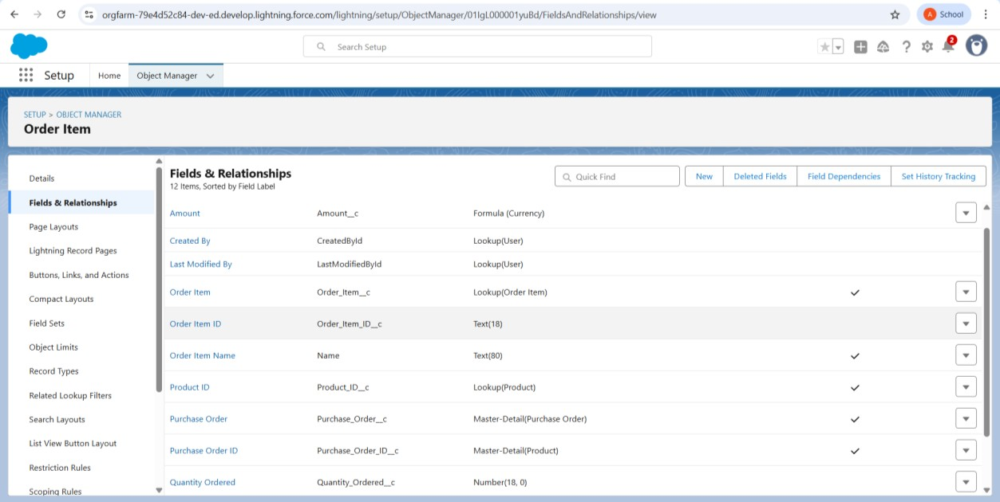 orgfarm-79e4d52c84-dev-ed.develop.lightning.force.com/lightning/setup/ObjectManager/01IgL000001yuBd/FieldsAndRelationships/view
A School
Search Setup
2
Setup Home Object Manager
SETUP > OBJECT MANAGER
Order Item
Details
Fields & Relationships
Page Layouts
Lightning Record Pages
Buttons, Links, and Actions
Compact Layouts
Field Sets
Object Limits
Record Types
Related Lookup Filters
Search Layouts
List View Button Layout
Restriction Rules
Scoping Rules
Fields & Relationships
12 Items, Sorted by Field Label
Quick Find New Deleted Fields Field Dependencies Set History Tracking
Amount Amount__c Formula (Currency)
Created By CreatedById Lookup(User)
Last Modified By LastModifiedById Lookup(User)
Order Item Order_Item__c Lookup(Order Item)
Order Item ID Order_Item_ID__c Text(18)
Order Item Name Name Text(80)
Product ID Product_ID__c Lookup(Product)
Purchase Order Purchase_Order__c Master-Detail(Purchase Order)
Purchase Order ID Purchase_Order_ID__c Master-Detail(Product)
Quantity Ordered Quantity_Ordered__c Number(18, 0)